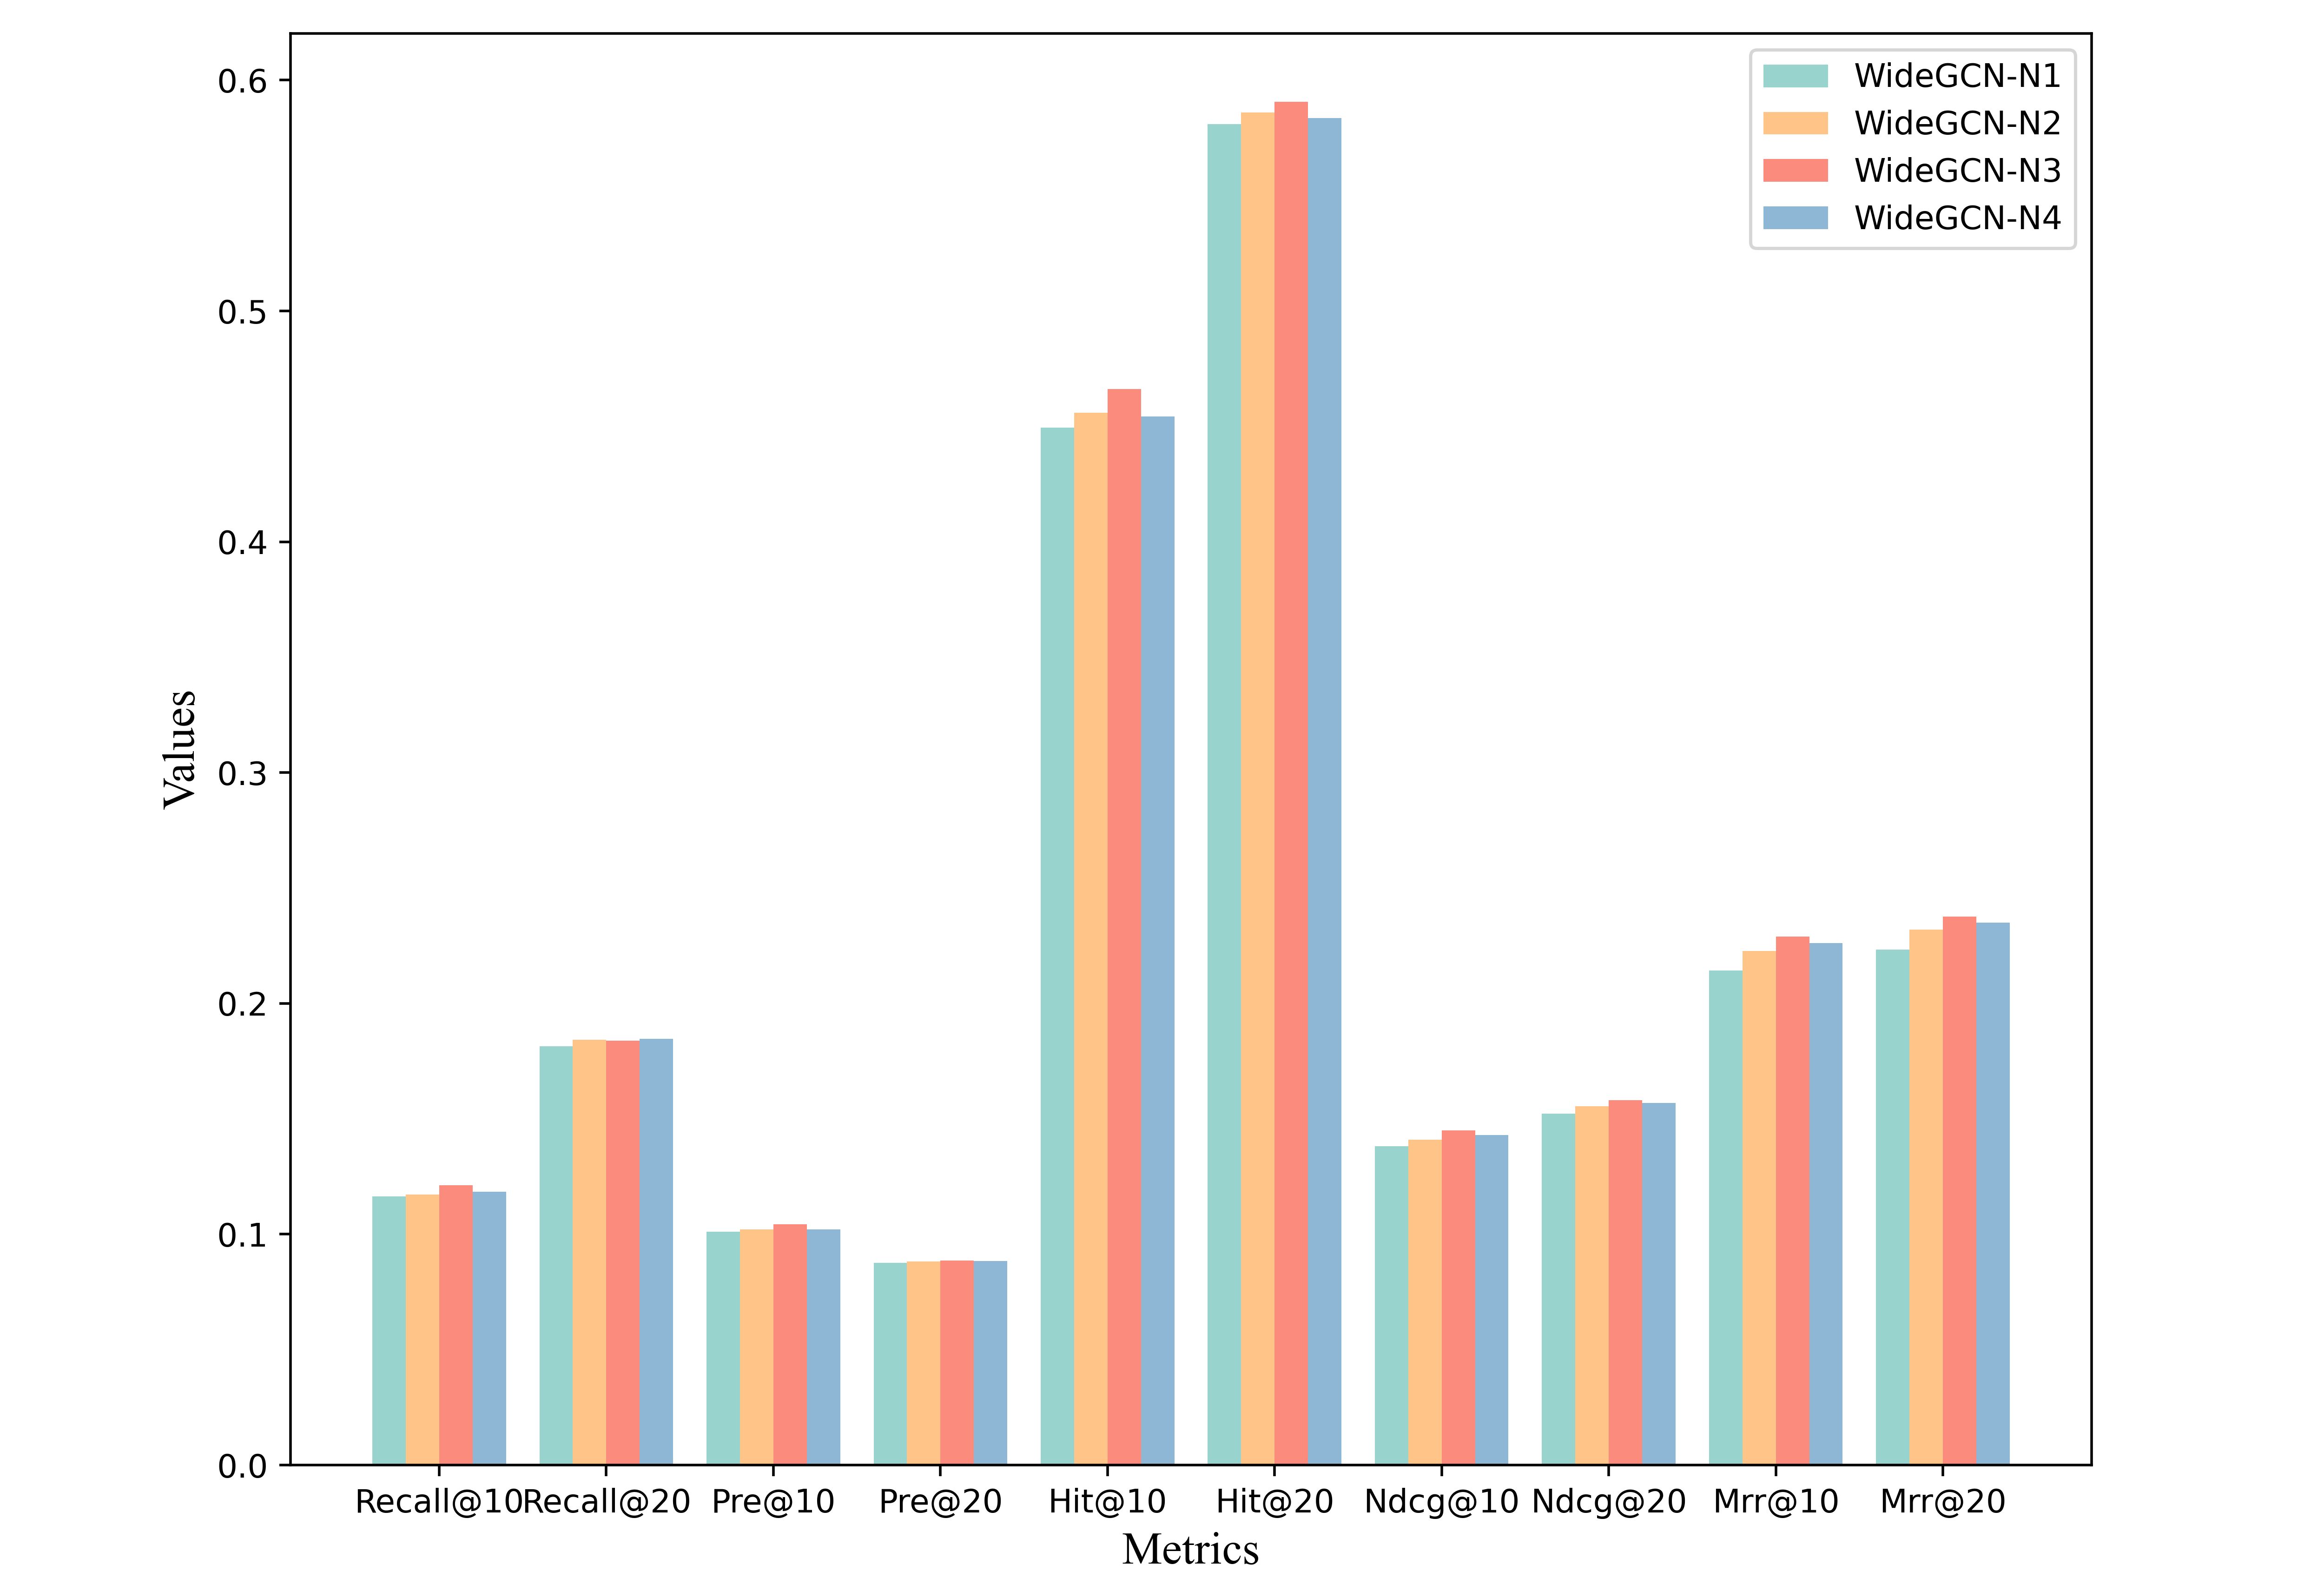 WideGCN-N1
WideGCN-N2
WideGCN-N3
WideGCN-N4
0.6
0.5
0.4
0.3
0.2
0.1
0.0
Values
Recall@10 Recall@20 Pre@10 Pre@20 Hit@10 Hit@20 Ndcg@10 Ndcg@20 Mrr@10 Mrr@20
Metrics